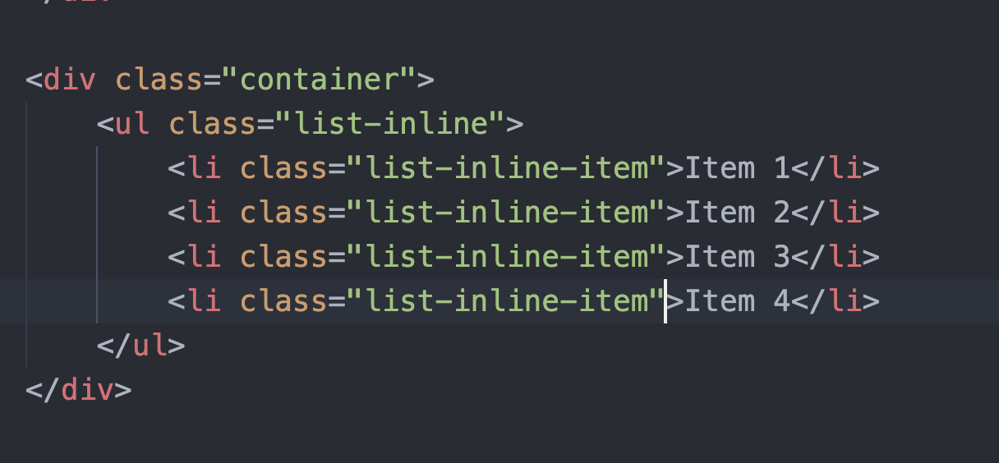 <div class="container">
<ul class="list-inline">
<li class="list-inline-item">Item 1</li>
<li class="list-inline-item">Item 2</li>
<li class="list-inline-item">Item 3</li>
<li class="list-inline-item">Item 4</li>
</ul>
</div>